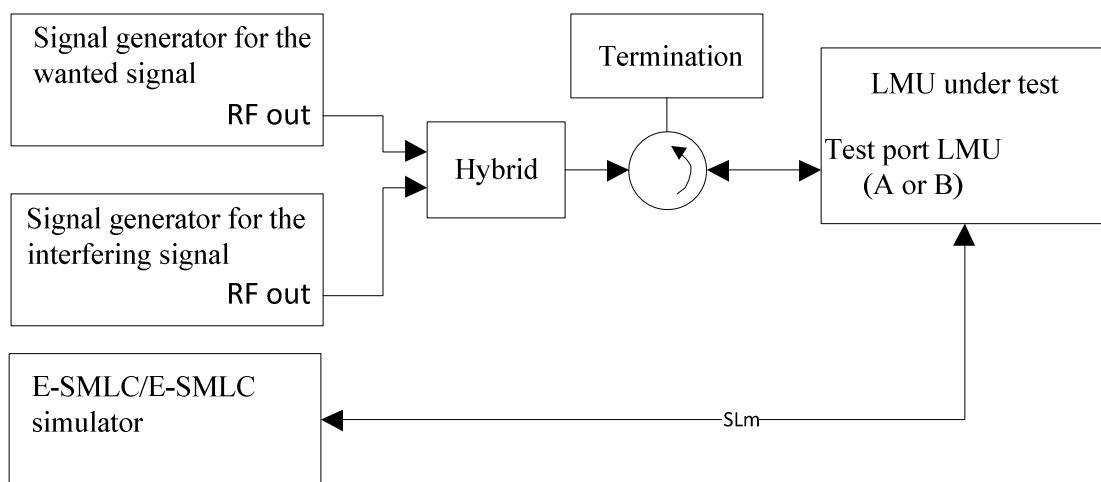 Signal generator for the
wanted signal
RF out
Termination
LMU under test
Test port LMU
(A or B)
Hybrid
Signal generator for the
interfering signal
RF out
E-SMLC/E-SMLC
simulator
SLm